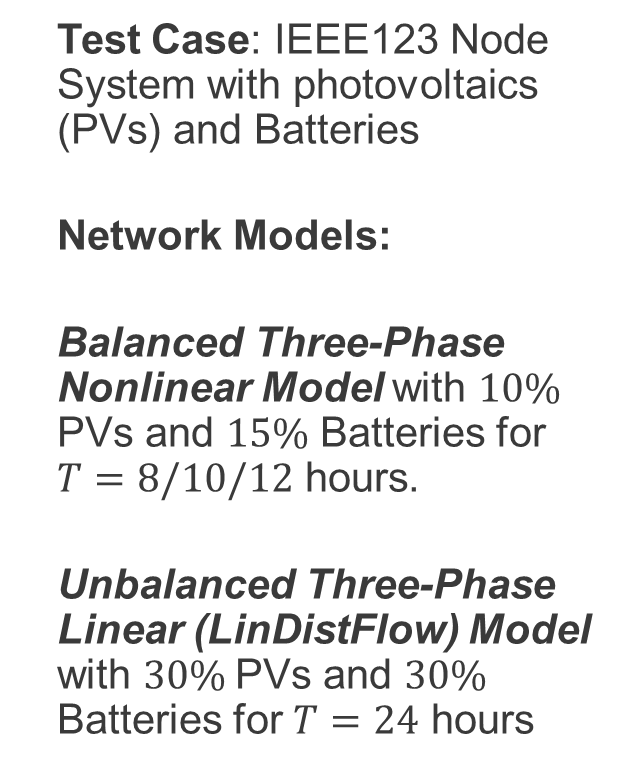 Test Case: IEEE123 Node
System with photovoltaics
(PVs) and Batteries
Network Models:
Balanced Three-Phase
Nonlinear Model with 10%
PVs and 15% Batteries for
T = 8/10/12 hours.
Unbalanced Three-Phase
Linear (LinDistFlow) Model
with 30% PVs and 30%
Batteries for T = 24 hours